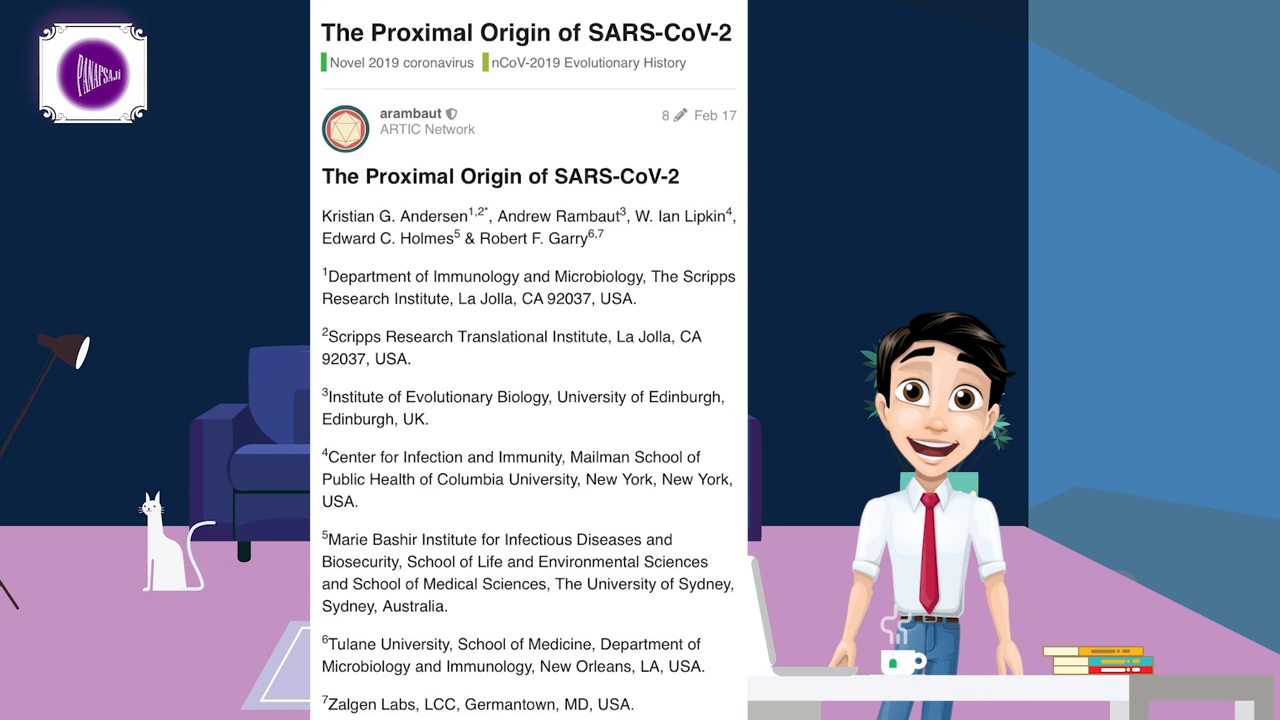 PANAFSAJi
The Proximal Origin of SARS-CoV-2
Novel 2019 coronavirus nCoV-2019 Evolutionary History
arambaut 8 Feb 17
ARTIC Network
The Proximal Origin of SARS-CoV-2
Kristian G. Andersen1,2*, Andrew Rambaut3, W. Ian Lipkin4,
Edward C. Holmes5 & Robert F. Garry6,7
1Department of Immunology and Microbiology, The Scripps
Research Institute, La Jolla, CA 92037, USA.
2Scripps Research Translational Institute, La Jolla, CA
92037, USA.
3Institute of Evolutionary Biology, University of Edinburgh,
Edinburgh, UK.
4Center for Infection and Immunity, Mailman School of
Public Health of Columbia University, New York, New York,
USA.
5Marie Bashir Institute for Infectious Diseases and
Biosecurity, School of Life and Environmental Sciences
and School of Medical Sciences, The University of Sydney,
Sydney, Australia.
6Tulane University, School of Medicine, Department of
Microbiology and Immunology, New Orleans, LA, USA.
7Zalgen Labs, LCC, Germantown, MD, USA.